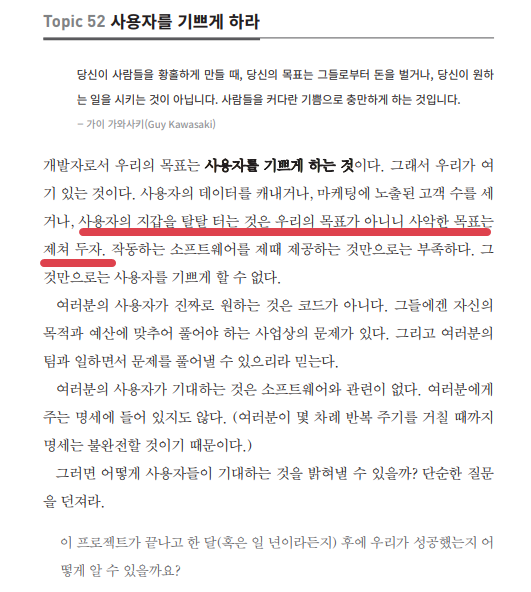 Topic 52 사용자를 기쁘게 하라
당신이 사람들을 황홀하게 만들 때, 당신의 목표는 그들로부터 돈을 벌거나, 당신이 원하
는 일을 시키는 것이 아닙니다. 사람들을 커다란 기쁨으로 충만하게 하는 것입니다.
– 가이 가와사키(Guy Kawasaki)
개발자로서 우리의 목표는 사용자를 기쁘게 하는 것이다. 그래서 우리가 여
기 있는 것이다. 사용자의 데이터를 캐내거나, 마케팅에 노출된 고객 수를 세
거나, 사용자의 지갑을 탈탈 터는 것은 우리의 목표가 아니니 사악한 목표는
제쳐 두자. 작동하는 소프트웨어를 제때 제공하는 것만으로는 부족하다. 그
것만으로는 사용자를 기쁘게 할 수 없다.
여러분의 사용자가 진짜로 원하는 것은 코드가 아니다. 그들에겐 자신의
목적과 예산에 맞추어 풀어야 하는 사업상의 문제가 있다. 그리고 여러분의
팀과 일하면서 문제를 풀어낼 수 있으리라 믿는다.
여러분의 사용자가 기대하는 것은 소프트웨어와 관련이 없다. 여러분에게
주는 명세에 들어 있지도 않다. (여러분이 몇 차례 반복 주기를 거칠 때까지
명세는 불완전할 것이기 때문이다.)
그러면 어떻게 사용자들이 기대하는 것을 밝혀낼 수 있을까? 단순한 질문
을 던져라.
이 프로젝트가 끝나고 한 달(혹은 일 년이라든지) 후에 우리가 성공했는지 어
떻게 알 수 있을까요?